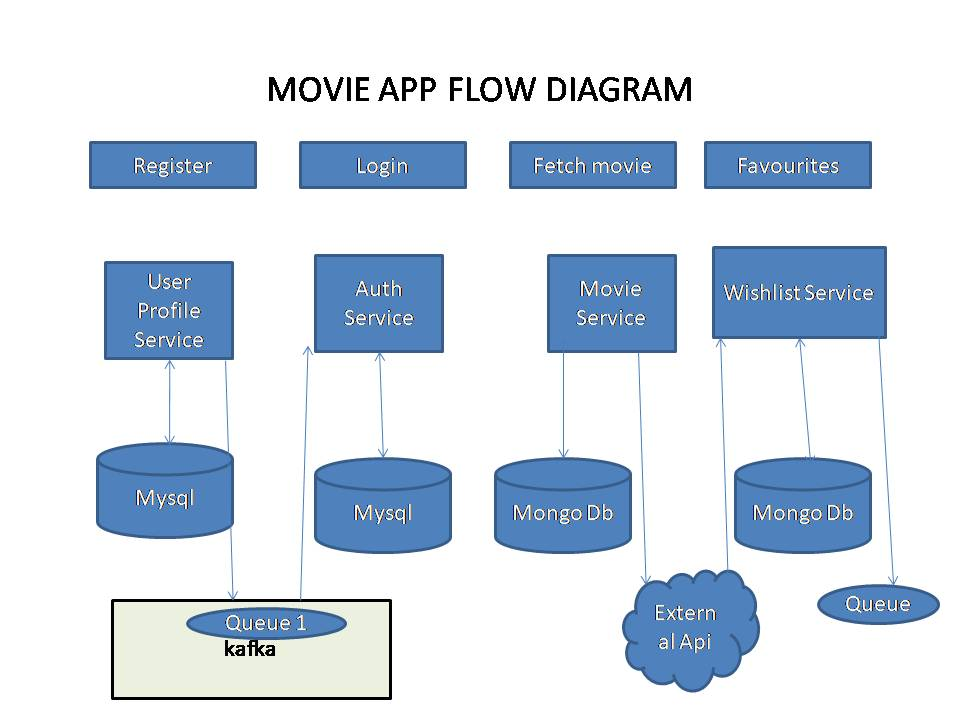 MOVIE APP FLOW DIAGRAM
Register
Login
Fetch movie
Favourites
User
Profile
Service
Auth
Service
Movie
Service
Wishlist Service
Mysql
Mysql
Mongo Db
Mongo Db
Queue 1
kafka
Extern
al Api
Queue